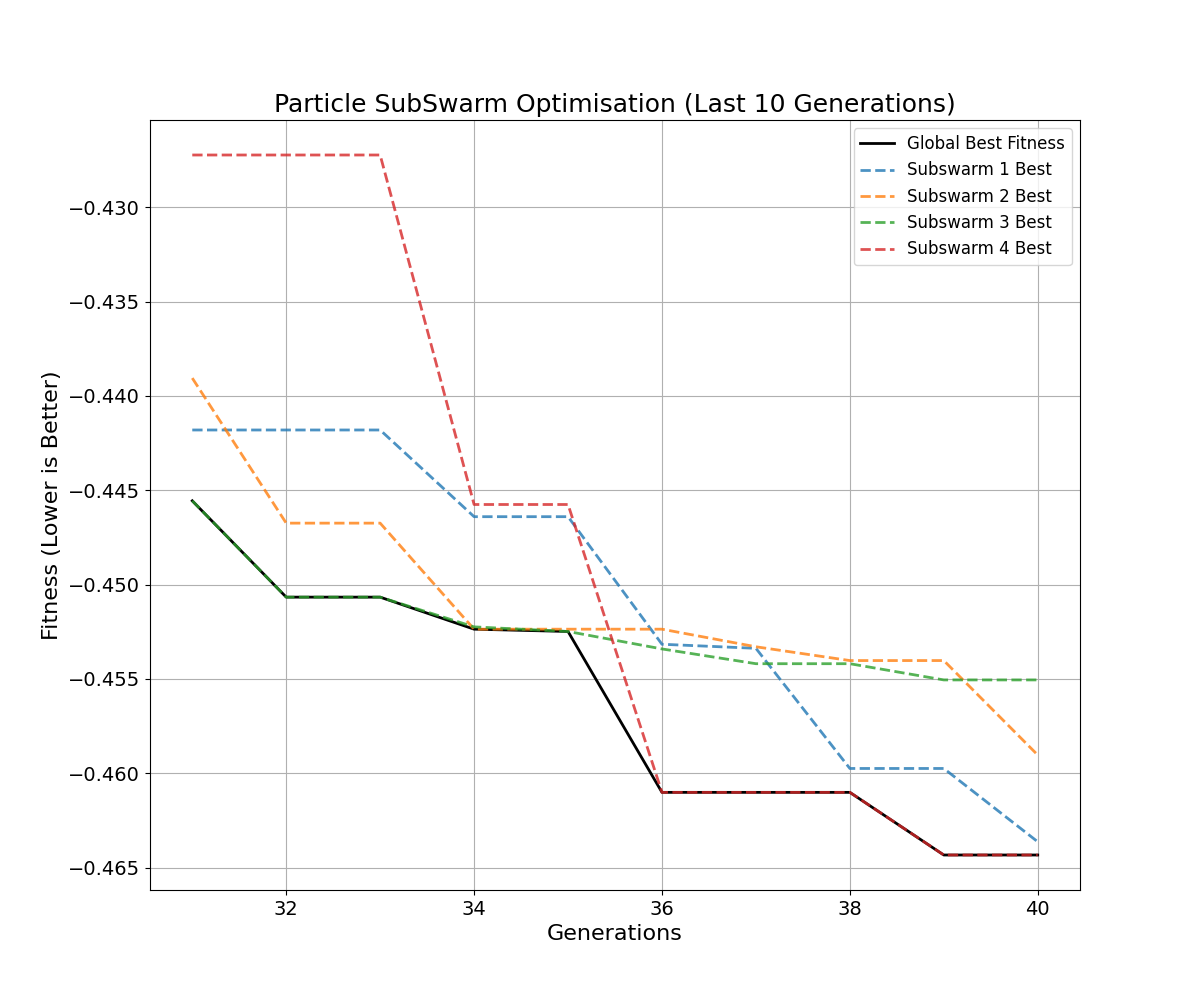 Particle SubSwarm Optimisation (Last 10 Generations)
Global Best Fitness
Subswarm 1 Best
Subswarm 2 Best
Subswarm 3 Best
Subswarm 4 Best
Fitness (Lower is Better)
−0.430
−0.435
−0.440
−0.445
−0.450
−0.455
−0.460
−0.465
32 34 36 38 40
Generations